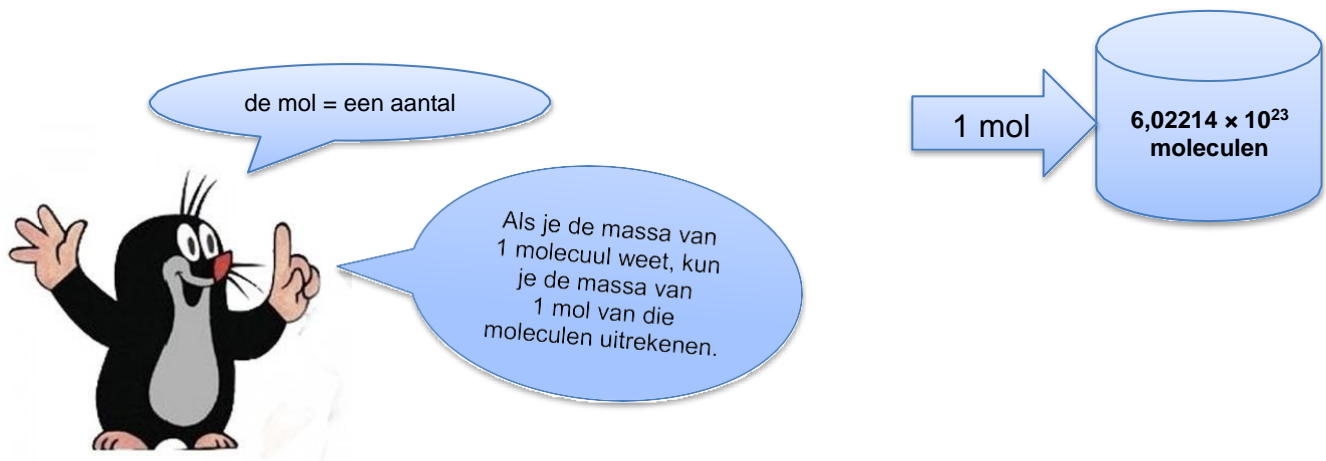 de mol = een aantal
Als je de massa van
1 molecuul weet, kun
je de massa van
1 mol van die
moleculen uitrekenen.
1 mol
6,02214 × 10²³
moleculen